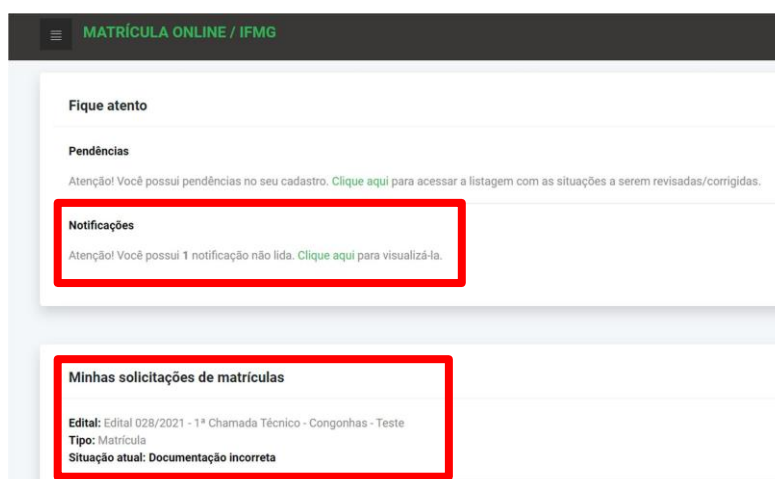 MATRÍCULA ONLINE / IFMG
Fique atento
Pendências
Atenção! Você possui pendências no seu cadastro. Clique aqui para acessar a listagem com as situações a serem revisadas/corrigidas.
Notificações
Atenção! Você possui 1 notificação não lida. Clique aqui para visualizá-la.
Minhas solicitações de matrículas
Edital: Edital 028/2021 - 1ª Chamada Técnico - Congonhas - Teste
Tipo: Matrícula
Situação atual: Documentação incorreta